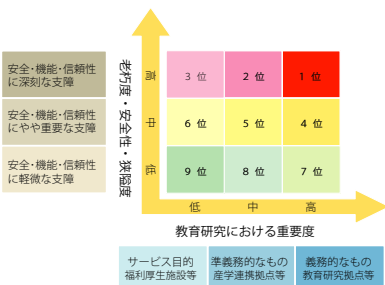 安全・機能・信頼性
に深刻な支障
安全・機能・信頼性
にやや重要な支障
安全・機能・信頼性
に軽微な支障
老朽度・安全性・狭隘度
高
中
低
3 位
2 位
1 位
6 位
5 位
4 位
9 位
8 位
7 位
低
中
高
教育研究における重要度
サービス目的
福利厚生施設等
準義務的なもの
産学連携拠点等
義務的なもの
教育研究拠点等